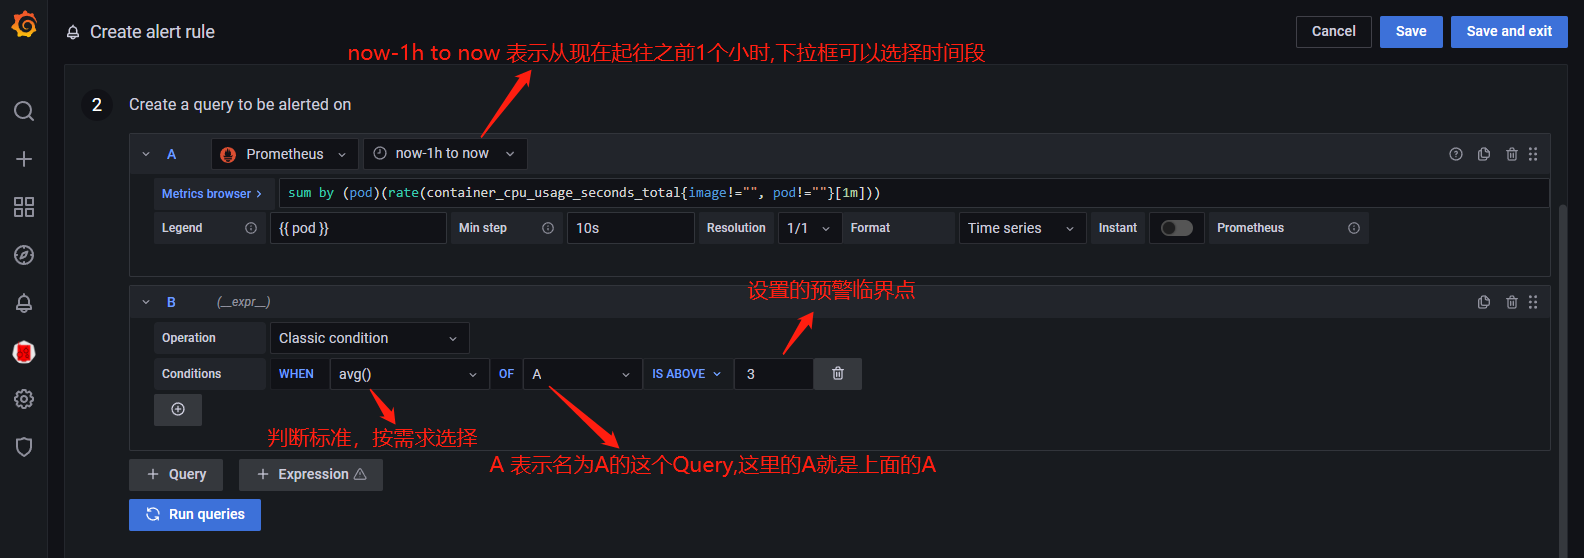 Create alert rule
Cancel
Save
Save and exit
now-1h to now 表示从现在起往之前1个小时,下拉框可以选择时间段
2 Create a query to be alerted on
A Prometheus now-1h to now
Metrics browser > sum by (pod)(rate(container_cpu_usage_seconds_total{image!="", pod!=""}[1m]))
Legend {{ pod }} Min step 10s Resolution 1/1 Format Time series Instant Prometheus
设置的预警临界点
B (__expr__)
Operation Classic condition
Conditions WHEN avg() OF A IS ABOVE 3
判断标准，按需求选择
A 表示名为A的这个Query,这里的A就是上面的A
+ Query + Expression
Run queries